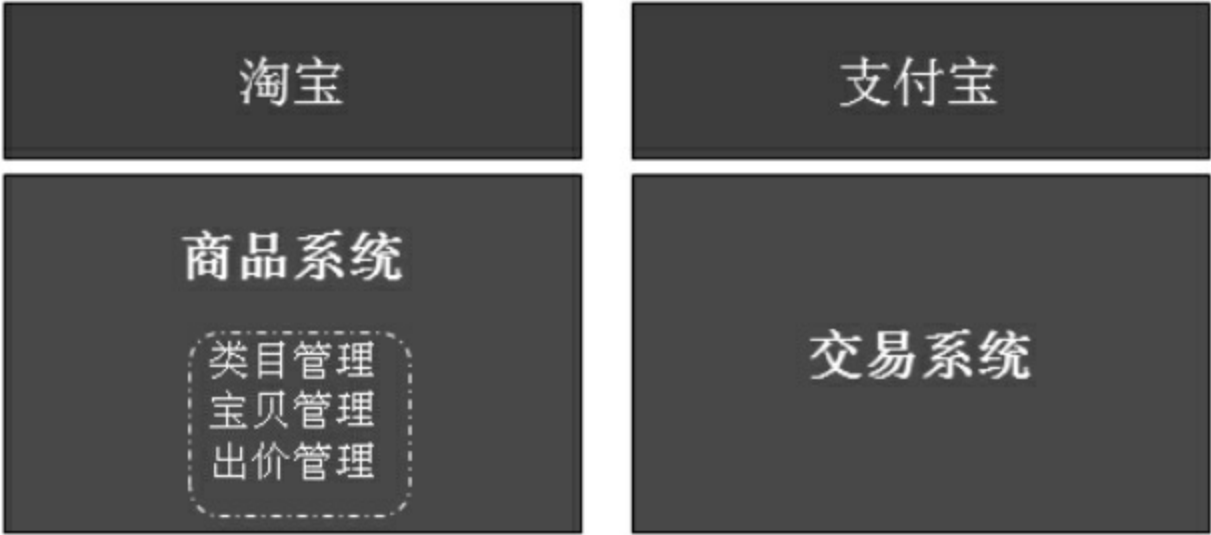 淘宝
支付宝
商品系统
类目管理
宝贝管理
出价管理
交易系统